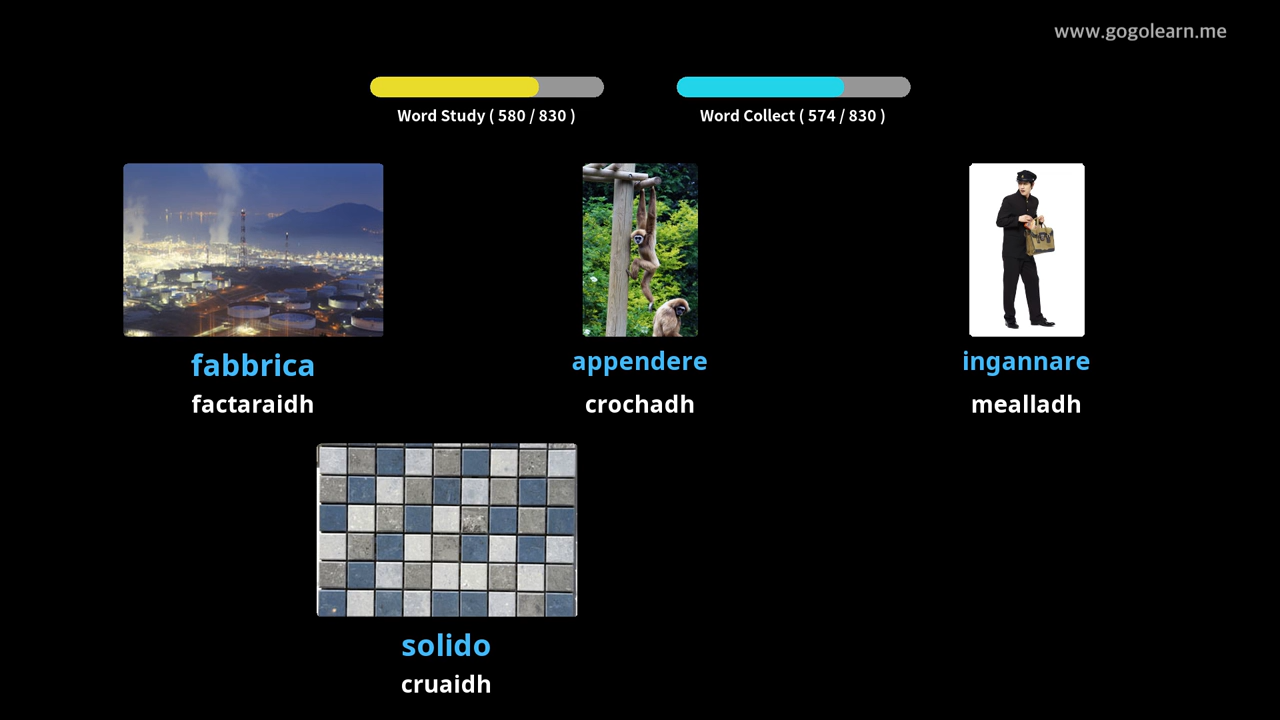 www.gogolearn.me
Word Study ( 580 / 830 )
Word Collect ( 574 / 830 )
fabbrica
factaraidh
appendere
crochadh
ingannare
mealladh
solido
cruaidh